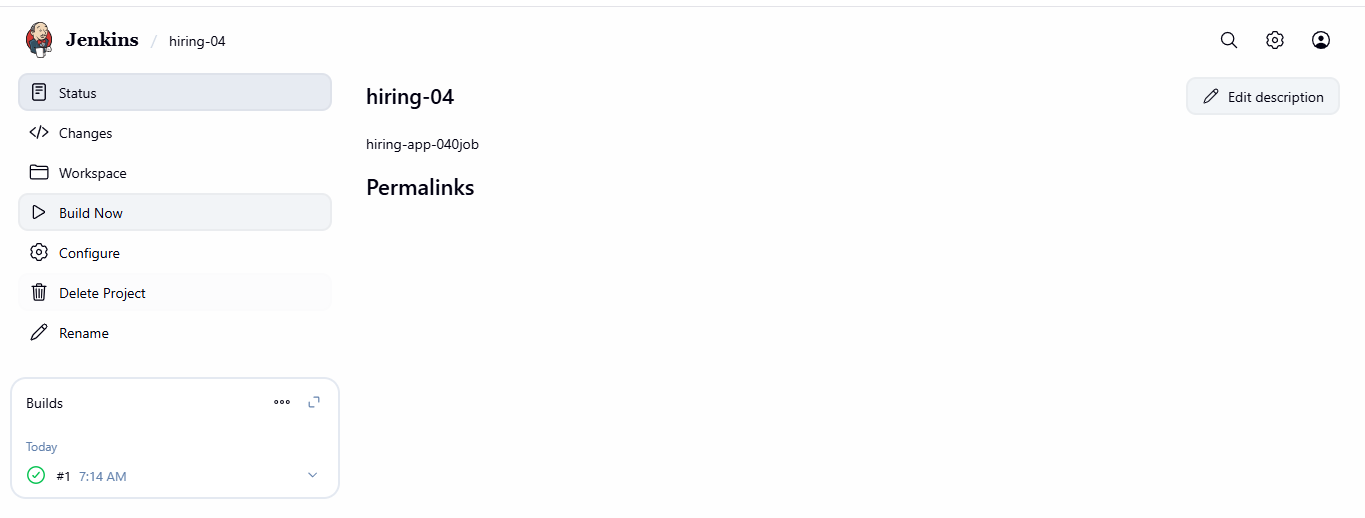 Jenkins / hiring-04
Status
Changes
Workspace
Build Now
Configure
Delete Project
Rename
Builds
Today
#1 7:14 AM
hiring-04
Edit description
hiring-app-040job
Permalinks